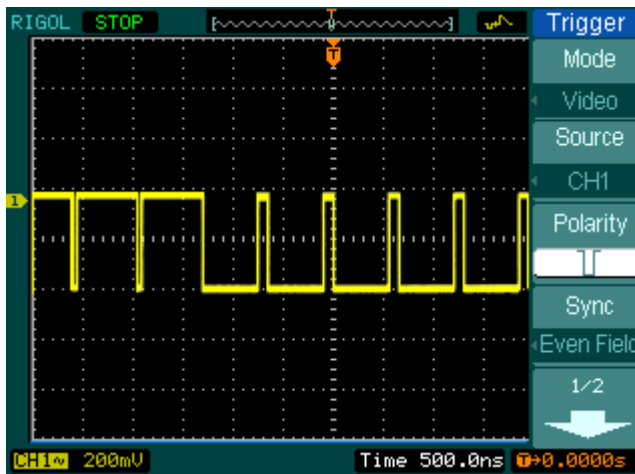 RIGOL STOP T Trigger
Mode
Video
T
Source
CH1
1
Polarity
Sync
Even Field
1/2
CH1 200mV Time 500.0ns T→0.0000s